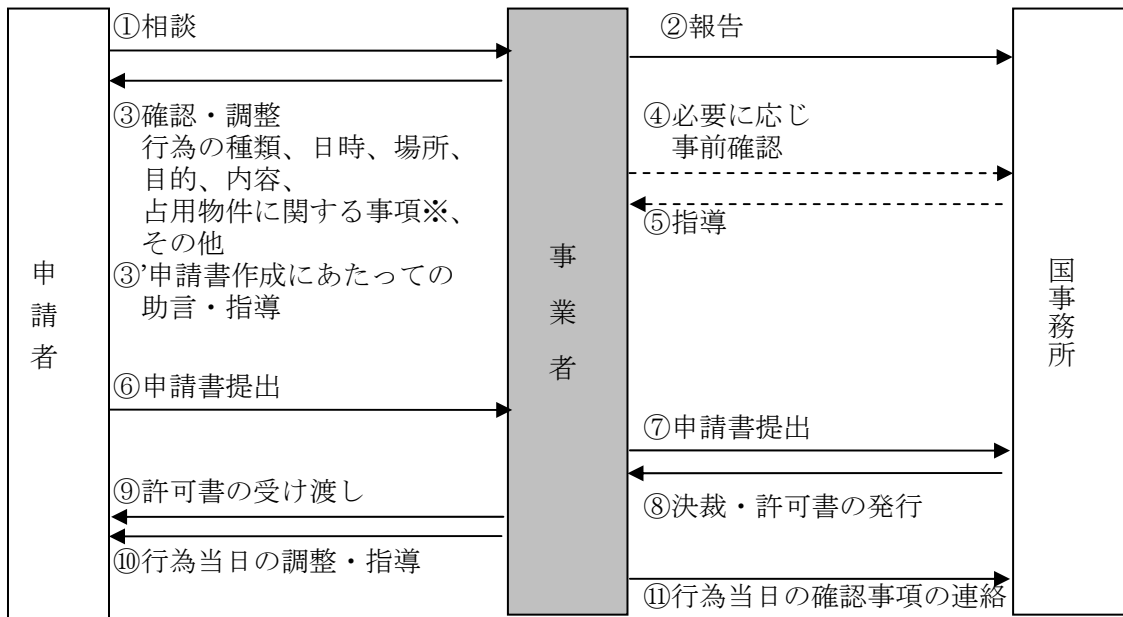 ①相談
②報告
③確認・調整
行為の種類、日時、場所、
目的、内容、
占用物件に関する事項※、
その他
③’申請書作成にあたっての
助言・指導
④必要に応じ
事前確認
⑤指導
申請者
事業者
国事務所
⑥申請書提出
⑦申請書提出
⑧決裁・許可書の発行
⑨許可書の受け渡し
⑩行為当日の調整・指導
⑪行為当日の確認事項の連絡